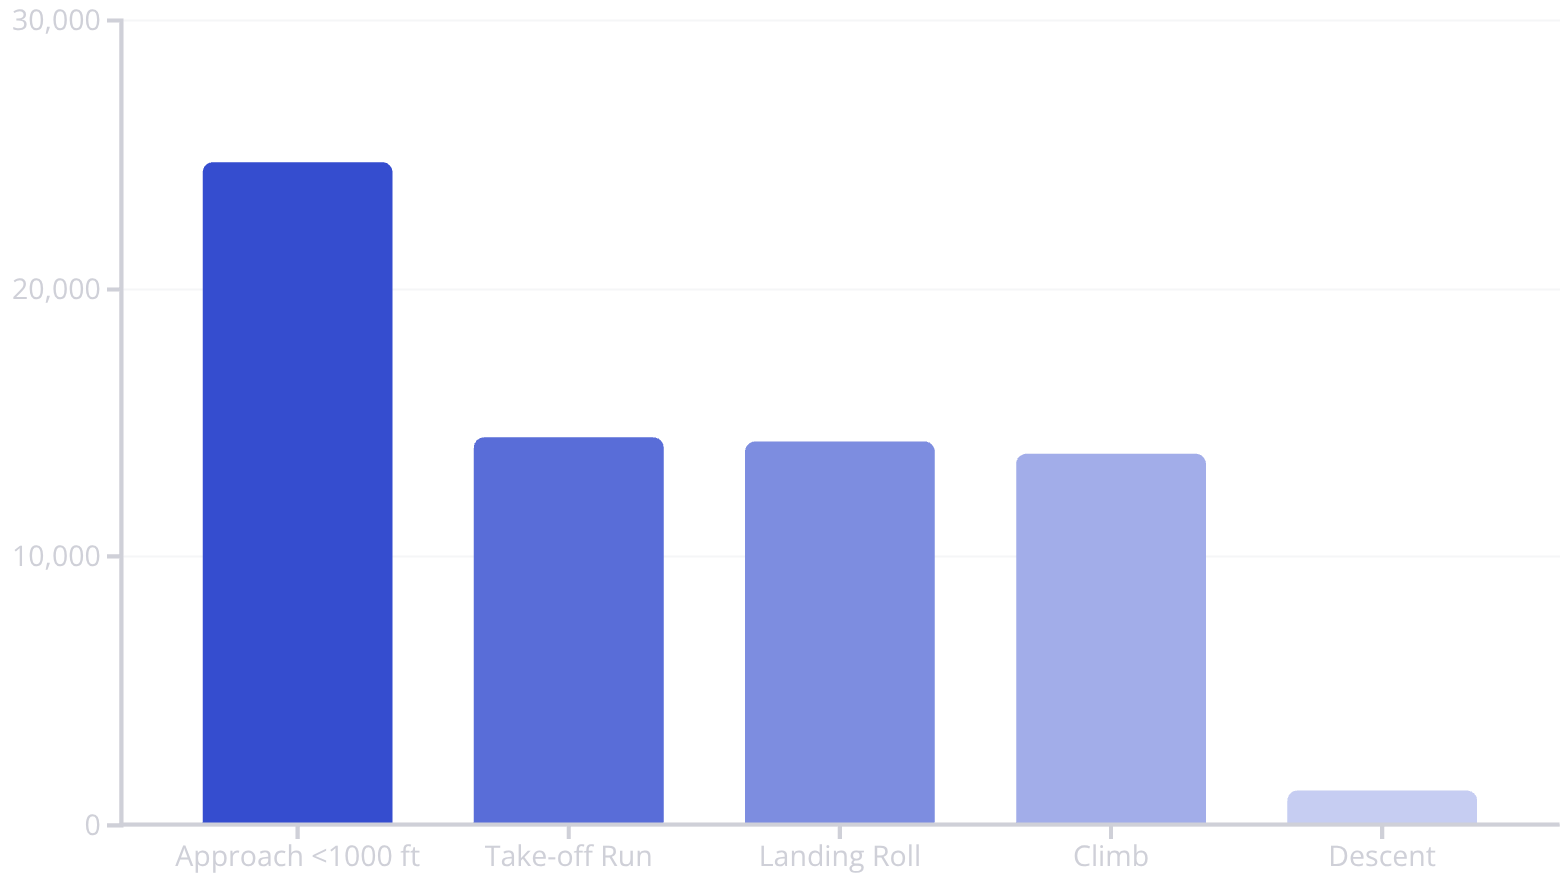 30,000
20,000
10,000
0
Approach <1000 ft
Take-off Run
Landing Roll
Climb
Descent